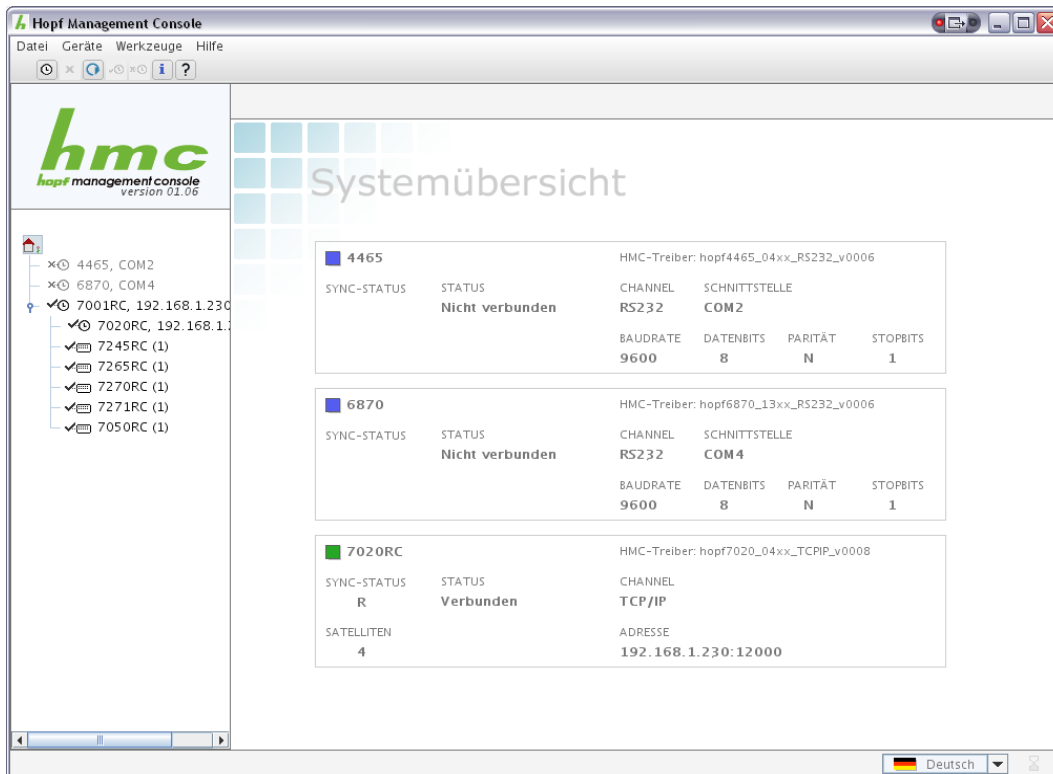 Hopf Management Console
Datei Geräte Werkzeuge Hilfe
hmc
hopf management console
version 01.06
4465, COM2
6870, COM4
7001RC, 192.168.1.230
7020RC, 192.168.1.
7245RC (1)
7265RC (1)
7270RC (1)
7271RC (1)
7050RC (1)
Systemübersicht
4465 HMC-Treiber: hopf4465_04xx_RS232_v0006
SYNC-STATUS STATUS CHANNEL SCHNITTSTELLE
Nicht verbunden RS232 COM2
BAUDRATE DATENBITS PARITÄT STOPBITS
9600 8 N 1
6870 HMC-Treiber: hopf6870_13xx_RS232_v0006
SYNC-STATUS STATUS CHANNEL SCHNITTSTELLE
Nicht verbunden RS232 COM4
BAUDRATE DATENBITS PARITÄT STOPBITS
9600 8 N 1
7020RC HMC-Treiber: hopf7020_04xx_TCPIP_v0008
SYNC-STATUS STATUS CHANNEL
R Verbunden TCP/IP
SATELLITEN ADRESSE
4 192.168.1.230:12000
Deutsch